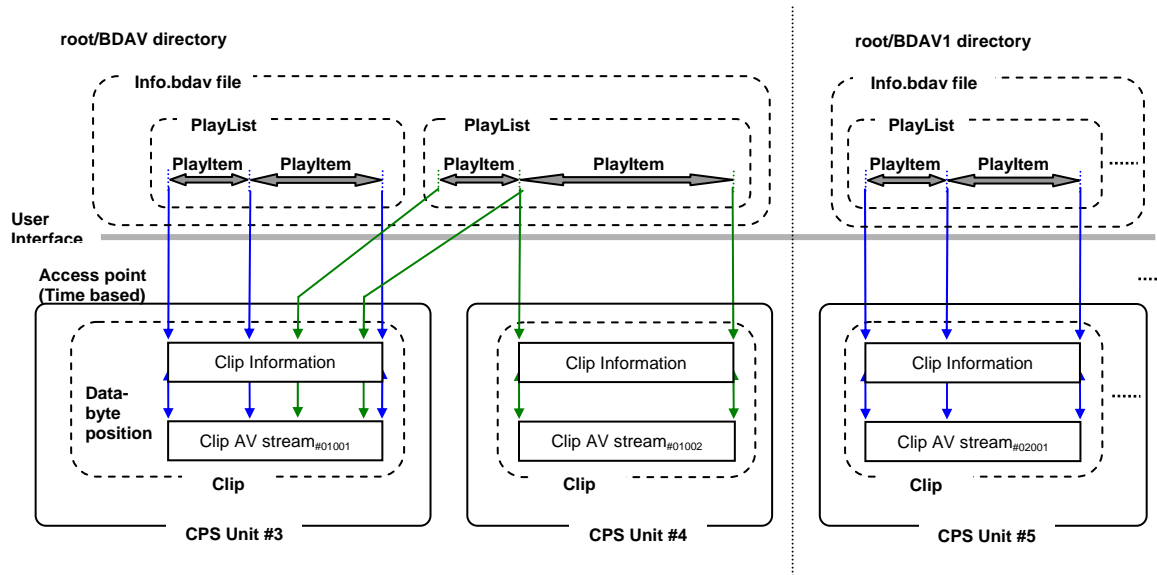 root/BDAV directory
root/BDAV1 directory
Info.bdav file
Info.bdav file
PlayList
PlayList
PlayList
PlayItem
PlayItem
PlayItem
PlayItem
PlayItem
PlayItem
User
Interface
Access point
(Time based)
Clip Information
Clip Information
Clip Information
Data-
byte
position
Clip AV stream#01001
Clip AV stream#01002
Clip AV stream#02001
Clip
Clip
Clip
CPS Unit #3
CPS Unit #4
CPS Unit #5